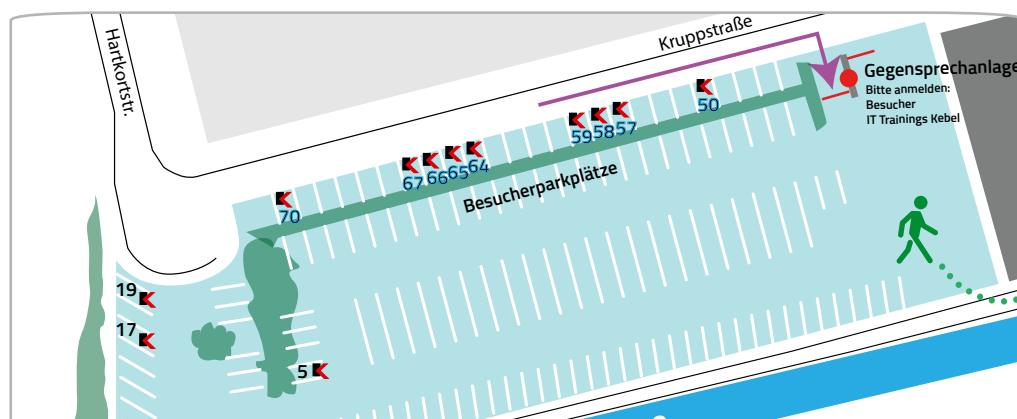 Hartkortstr.
Kruppstraße
Gegensprechanlage
Bitte anmelden:
Besucher
IT Trainings Kebel
50
59
58
57
67
66
65
64
Besucherparkplätze
70
19
17
5